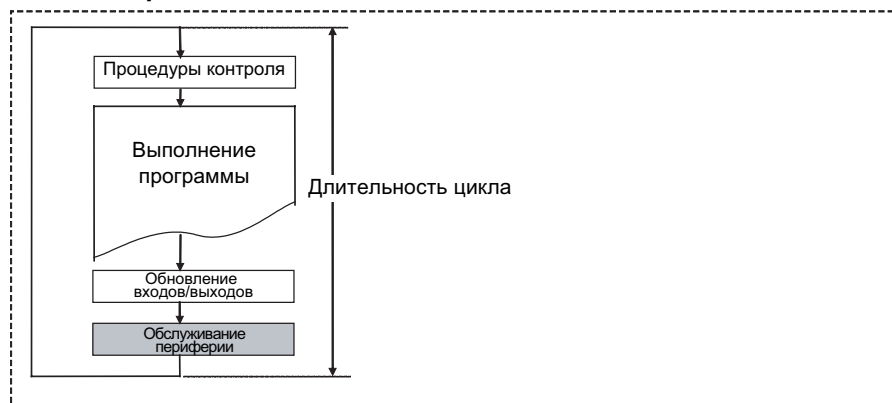 Процедуры контроля
Выполнение
программы
Длительность цикла
Обновление
входов/выходов
Обслуживание
периферии